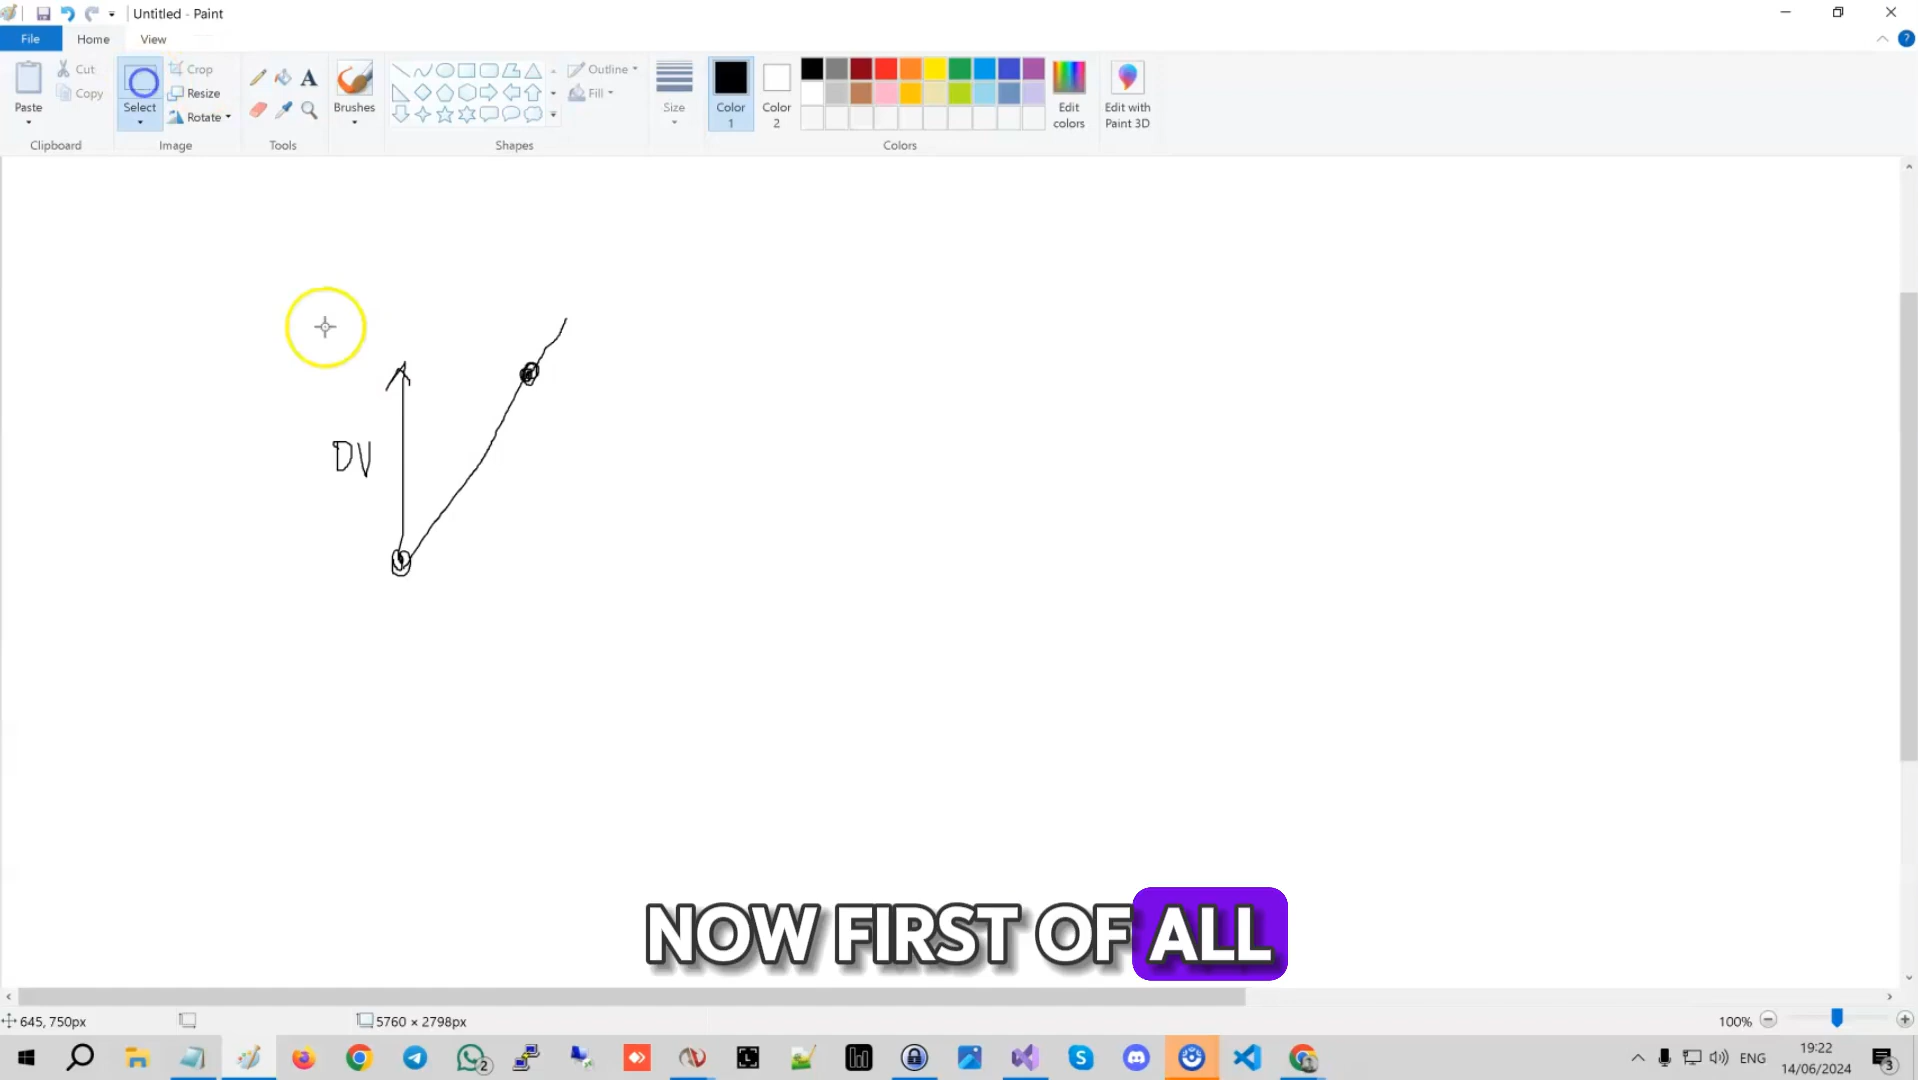 Untitled - Paint
File
Home
View
Paste
Cut
Copy
Clipboard
Select
Crop
Resize
Rotate
Image
A
Tools
Brushes
Outline
Fill
Shapes
Size
Color
1
Color
2
Edit
colors
Edit with
Paint 3D
Colors
DV
NOW FIRST OF ALL
645, 750px
5760 × 2798px
100%
2
ENG
19:22
14/06/2024
3